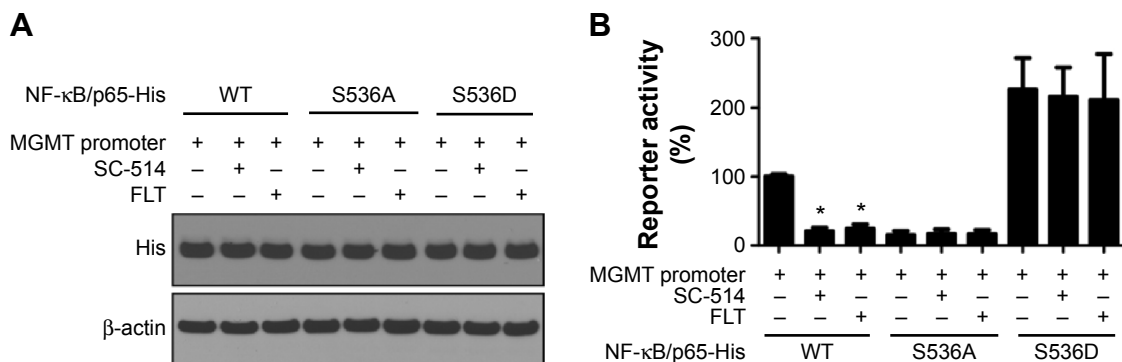 A
NF-κB/p65-His WT S536A S536D
MGMT promoter + + + + + + + + +
SC-514 – + – – + – – + –
FLT – – + – – + – – +
His
β-actin
B
Reporter activity
(%)
300
200
100
0
* *
MGMT promoter + + + + + + + + +
SC-514 – + – – + – – + –
FLT – – + – – + – – +
NF-κB/p65-His WT S536A S536D